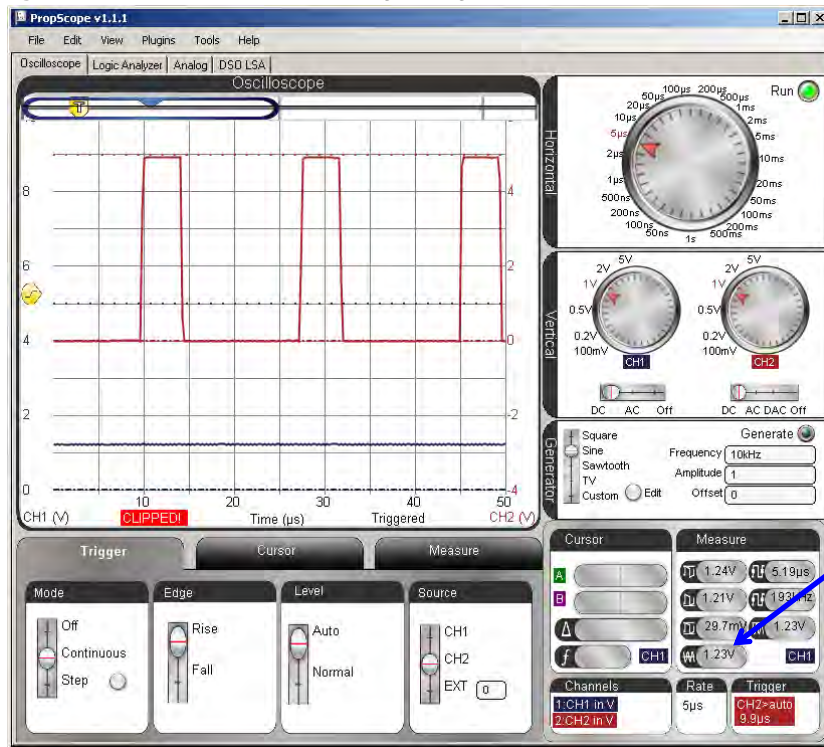 PropScope v1.1.1
File Edit View Plugins Tools Help
Oscilloscope Logic Analyzer Analog DSO LSA
Oscilloscope
T
8
6
4
2
0
4
2
0
-2
-4
10 20 30 40 50
CH1 (V) CLIPPED! Time (µs) Triggered CH2 (V)
Horizontal
Run
50ns
100ns
200ns
500ns
1µs
2µs
5µs
10µs
20µs
50µs
100µs
200µs
500µs
1ms
2ms
5ms
10ms
20ms
50ms
100ms
200ms
500ms
1s
Vertical
5V
2V
1V
0.5V
0.2V
100mV
CH1
DC AC Off
5V
2V
1V
0.5V
0.2V
100mV
CH2
DC AC DAC Off
Generator
Square
Sine
Sawtooth
TV
Custom Edit
Generate
Frequency 10kHz
Amplitude 1
Offset 0
Trigger Cursor Measure
Mode
Off
Continuous
Step
Edge
Rise
Fall
Level
Auto
Normal
Source
CH1
CH2
EXT 0
Cursor
A
B
Δ
f CH1
Measure
1.24V 5.19µs
1.21V
29.7mV 1.23V
1.23V CH1
Channels
1:CH1 in V
2:CH2 in V
Rate
5µs
Trigger
CH2>auto
9.9µs